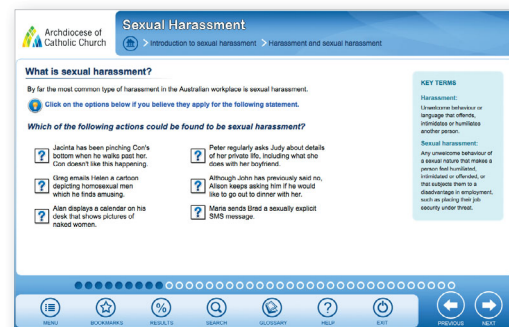 Archdiocese of
Catholic Church
Sexual Harassment
Introduction to sexual harassment > Harassment and sexual harassment
What is sexual harassment?
By far the most common type of harassment in the Australian workplace is sexual harassment.
Click on the options below if you believe they apply for the following statement.
Which of the following actions could be found to be sexual harassment?
? Jacinta has been pinching Con's
bottom when he walks past her.
Con doesn't like this happening.
? Greg emails Helen a cartoon
depicting homosexual men
which he finds amusing.
? Alan displays a calendar on his
desk that shows pictures of
naked women.
? Peter regularly asks Judy about details
of her private life, including what she
does with her boyfriend.
? Although John has previously said no,
Alison keeps asking him if he would
like to go out to dinner with her.
? Maria sends Brad a sexually explicit
SMS message.
KEY TERMS
Harassment:
Unwelcome behaviour or
language that offends,
intimidates or humiliates
another person.
Sexual harassment:
Any unwelcome behaviour of
a sexual nature that makes a
person feel humiliated,
intimidated or offended, or
that subjects them to a
disadvantage in employment,
such as placing their job
security under threat.
MENU
BOOKMARKS
% RESULTS
SEARCH
GLOSSARY
? HELP
EXIT
PREVIOUS
NEXT